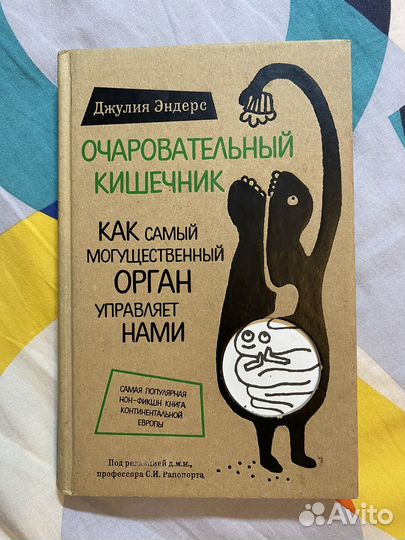 Джулия Эндерс
ОЧАРОВАТЕЛЬНЫЙ
КИШЕЧНИК
КАК САМЫЙ
МОГУЩЕСТВЕННЫЙ
ОРГАН
УПРАВЛЯЕТ
НАМИ
САМАЯ ПОПУЛЯРНАЯ
НОН-ФИКШН КНИГА
КОНТИНЕНТАЛЬНОЙ
ЕВРОПЫ
Под редакцией д.м.н.,
профессора С.И. Рапопорта
Avito